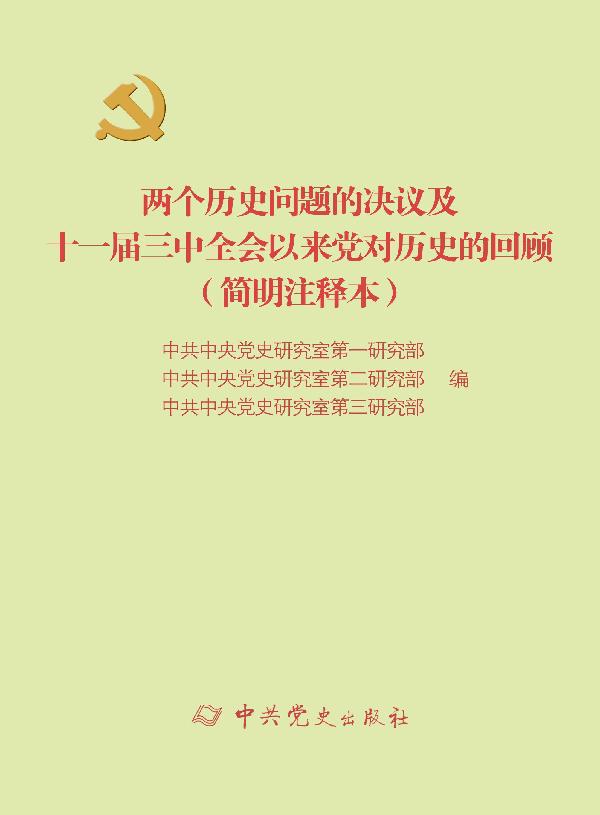 两个历史问题的决议及
十一届三中全会以来党对历史的回顾
（简明注释本）
中共中央党史研究室第一研究部
中共中央党史研究室第二研究部 编
中共中央党史研究室第三研究部
中共党史出版社